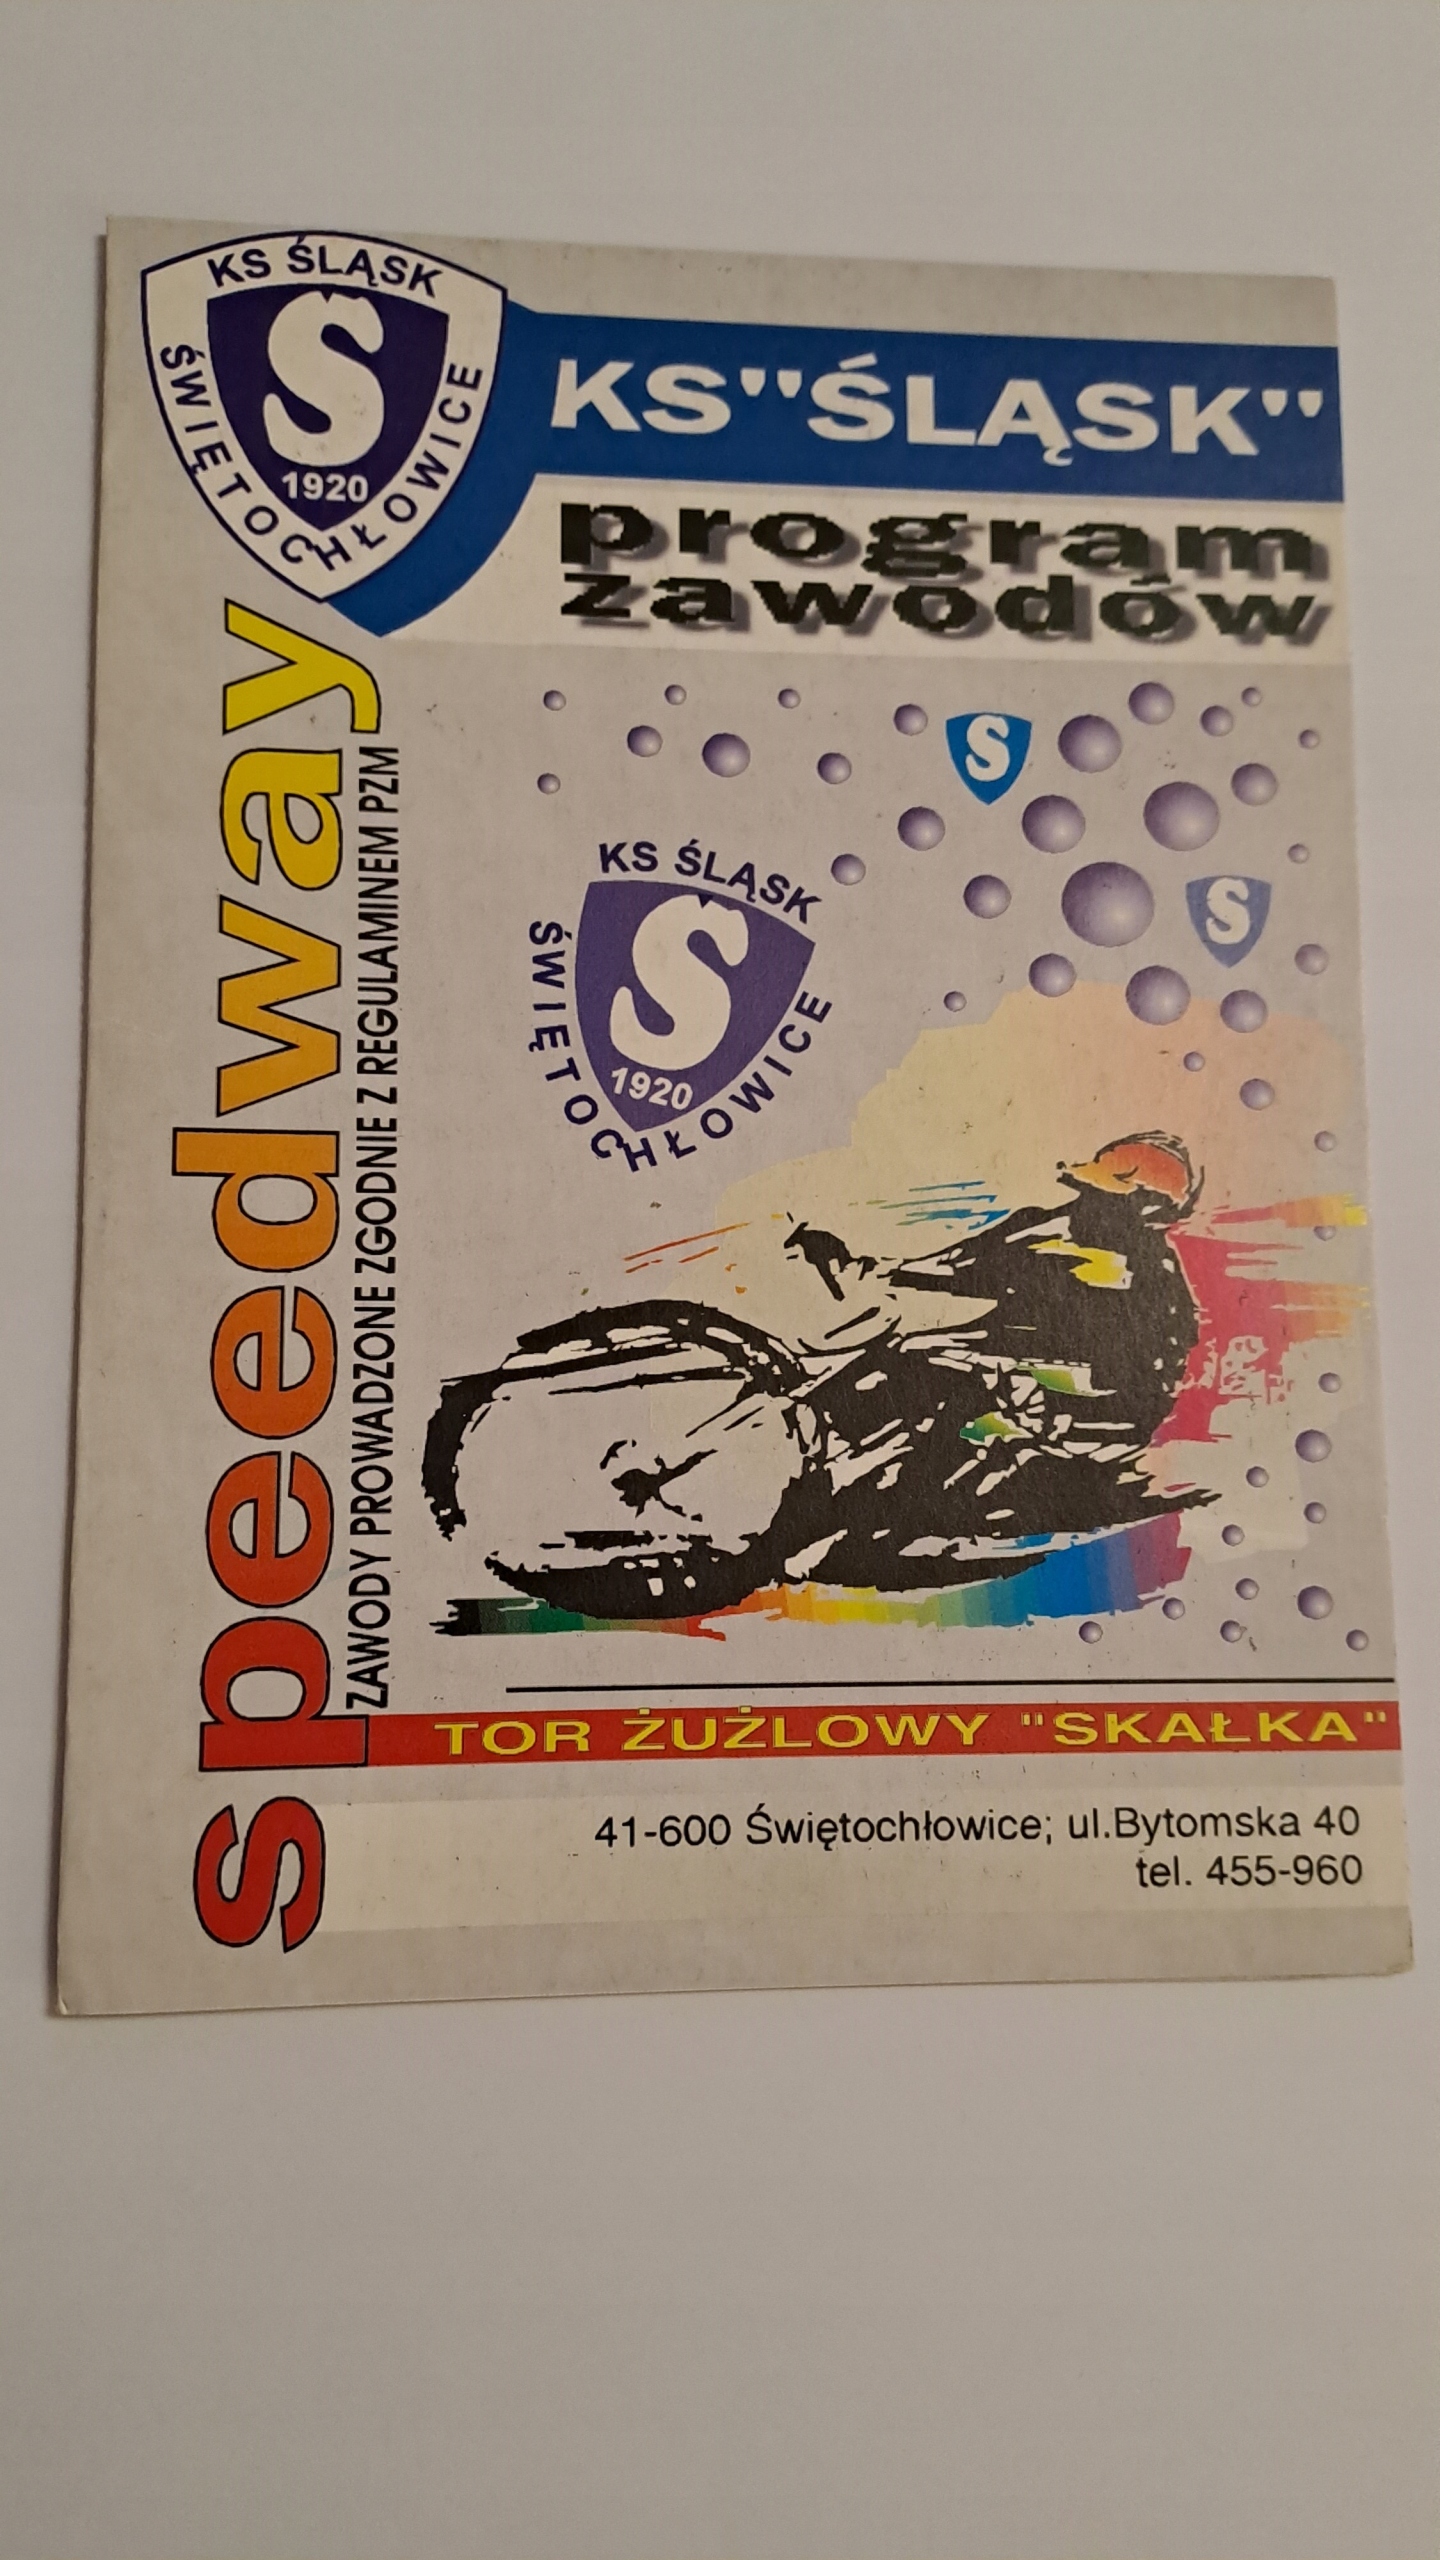 KS ŚLĄSK
ŚWIĘTOCHŁOWICE
S
1920
KS"ŚLĄSK"
program
zawodów
speedway
ZAWODY PROWADZONE ZGODNIE Z REGULAMINEM PZM
S
S
KS ŚLĄSK
ŚWIĘTOCHŁOWICE
S
1920
TOR ŻUŻLOWY "SKAŁKA"
41-600 Świętochłowice; ul.Bytomska 40
tel. 455-960